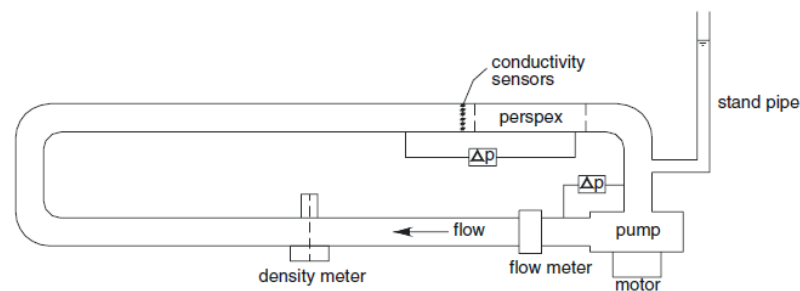 conductivity
sensors
stand pipe
perspex
Δp
Δp
flow
pump
density meter
flow meter
motor